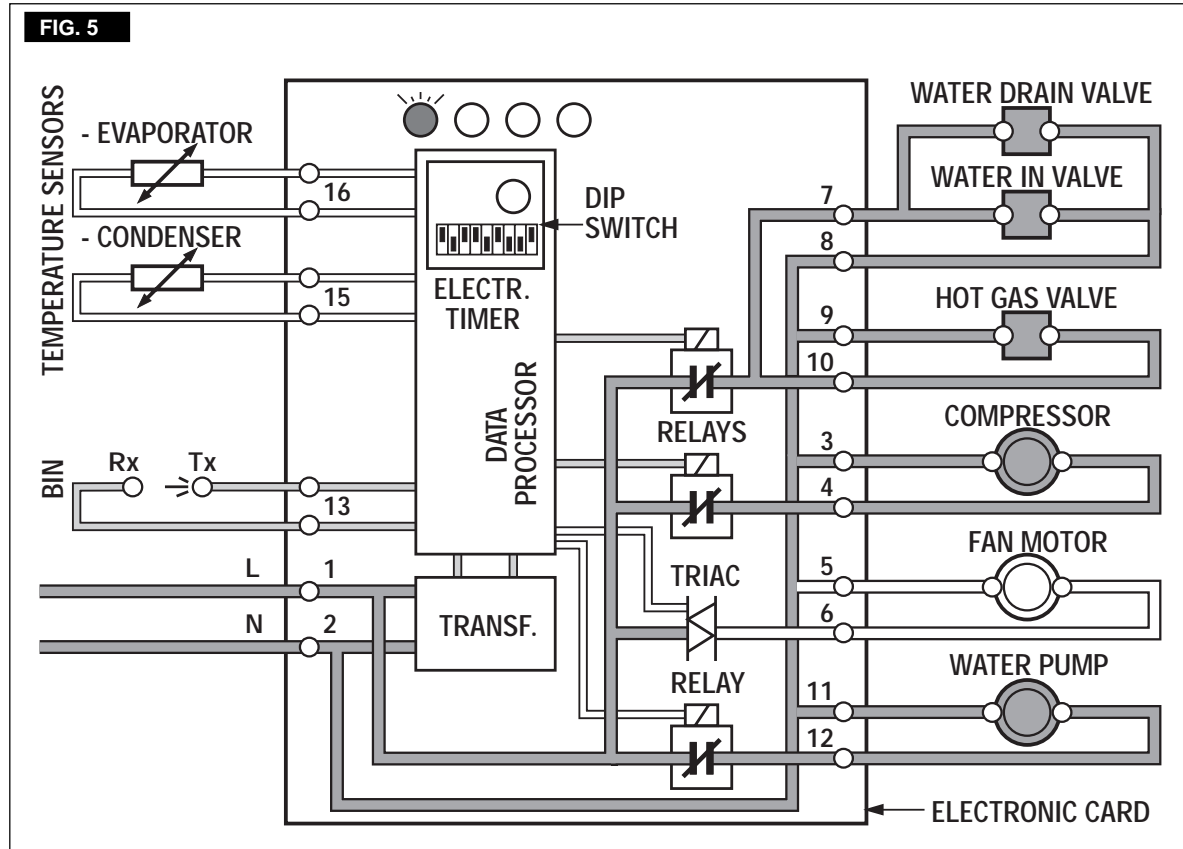 FIG. 5
TEMPERATURE SENSORS
- EVAPORATOR
16
- CONDENSER
15
BIN
Rx
Tx
13
L
1
N
2
DIP
SWITCH
ELECTR.
TIMER
DATA
PROCESSOR
TRANSF.
RELAYS
TRIAC
RELAY
WATER DRAIN VALVE
WATER IN VALVE
7
8
HOT GAS VALVE
9
10
COMPRESSOR
3
4
FAN MOTOR
5
6
WATER PUMP
11
12
ELECTRONIC CARD